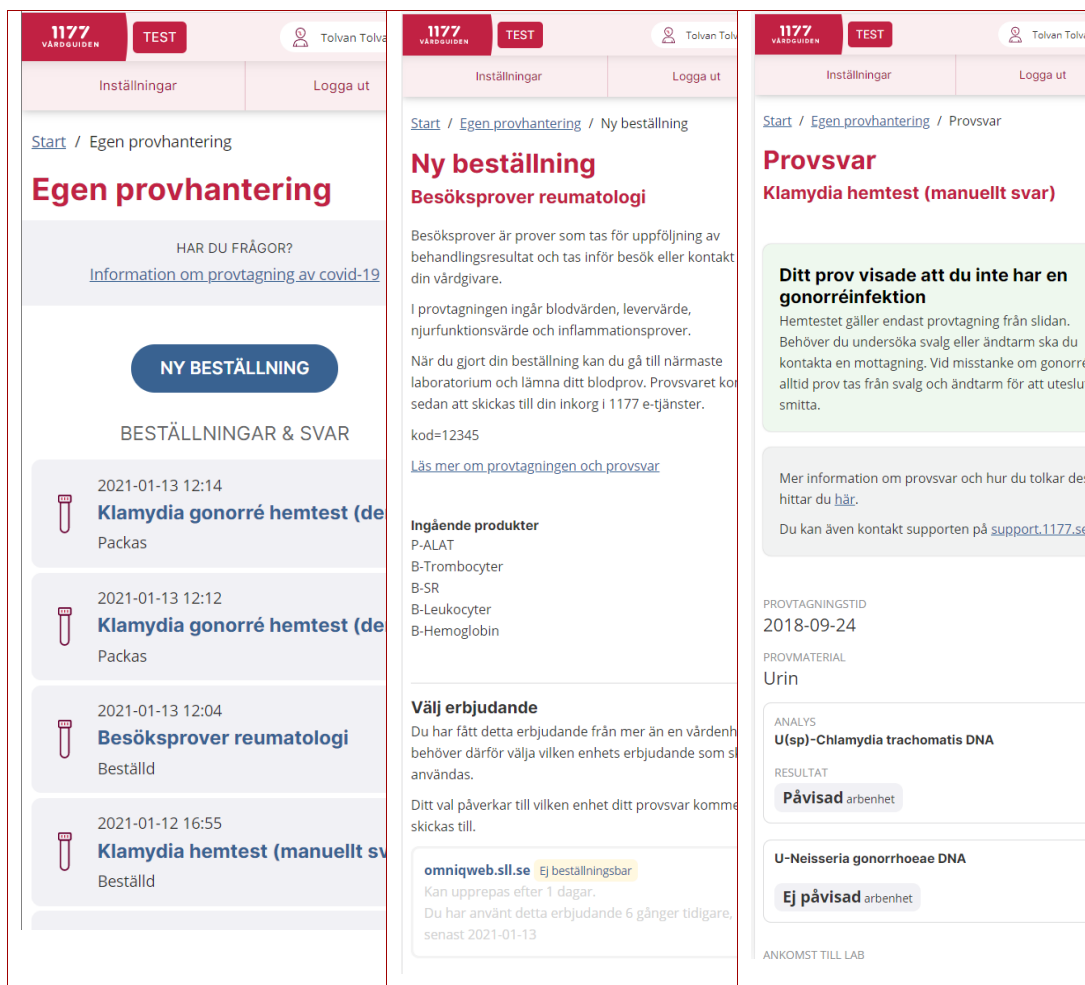 1177
VÅRDGUIDEN
TEST
Tolvan Tolva
Inställningar
Logga ut
Start / Egen provhantering
Egen provhantering
HAR DU FRÅGOR?
Information om provtagning av covid-19
NY BESTÄLLNING
BESTÄLLNINGAR & SVAR
2021-01-13 12:14
Klamydia gonorré hemtest (de
Packas
2021-01-13 12:12
Klamydia gonorré hemtest (de
Packas
2021-01-13 12:04
Besöksprover reumatologi
Beställd
2021-01-12 16:55
Klamydia hemtest (manuellt sv
Beställd
1177
VÅRDGUIDEN
TEST
Tolvan Tolv
Inställningar
Logga ut
Start / Egen provhantering / Ny beställning
Ny beställning
Besöksprover reumatologi
Besöksprover är prover som tas för uppföljning av
behandlingsresultat och tas inför besök eller kontakt
din vårdgivare.
I provtagningen ingår blodvärden, levervärde,
njurfunktionsvärde och inflammationsprover.
När du gjort din beställning kan du gå till närmaste
laboratorium och lämna ditt blodprov. Provsvaret kor
sedan att skickas till din inkorg i 1177 e-tjänster.
kod=12345
Läs mer om provtagningen och provsvar
Ingående produkter
P-ALAT
B-Trombocyter
B-SR
B-Leukocyter
B-Hemoglobin
Välj erbjudande
Du har fått detta erbjudande från mer än en vårdenh
behöver därför välja vilken enhets erbjudande som sk
användas.
Ditt val påverkar till vilken enhet ditt provsvar komme
skickas till.
omniqweb.sll.se Ej beställningsbar
Kan upprepas efter 1 dagar.
Du har använt detta erbjudande 6 gånger tidigare,
senast 2021-01-13
1177
VÅRDGUIDEN
TEST
Tolvan Tolva
Inställningar
Logga ut
Start / Egen provhantering / Provsvar
Provsvar
Klamydia hemtest (manuellt svar)
Ditt prov visade att du inte har en
gonorréinfektion
Hemtestet gäller endast provtagning från slidan.
Behöver du undersöka svalg eller ändtarm ska du
kontakta en mottagning. Vid misstanke om gonorre
alltid prov tas från svalg och ändtarm för att uteslut
smitta.
Mer information om provsvar och hur du tolkar des
hittar du här.
Du kan även kontakt supporten på support.1177.se
PROVTAGNINGSTID
2018-09-24
PROVMATERIAL
Urin
ANALYS
U(sp)-Chlamydia trachomatis DNA
RESULTAT
Påvisad arbenhet
U-Neisseria gonorrhoeae DNA
Ej påvisad arbenhet
ANKOMST TILL LAB